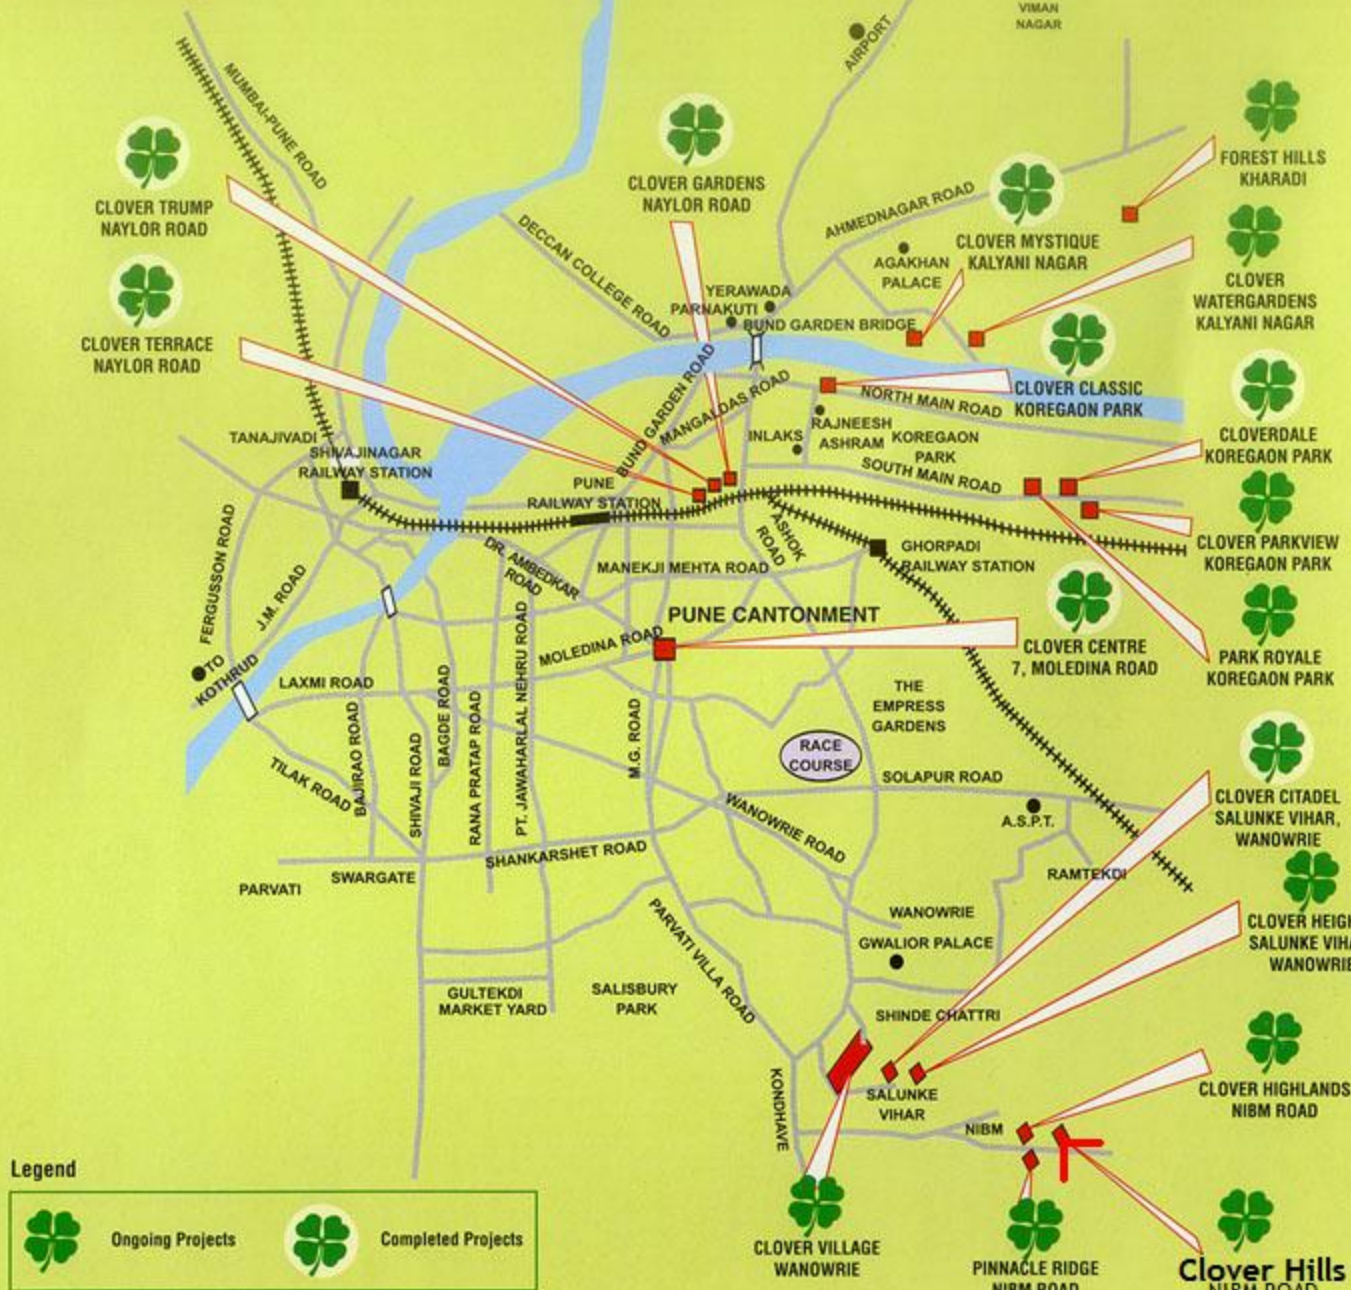 VIMAN
NAGAR
AIRPORT
MUMBAI-PUNE ROAD
CLOVER TRUMP
NAYLOR ROAD
CLOVER GARDENS
NAYLOR ROAD
FOREST HILLS
KHARADI
DECCAN COLLEGE ROAD
AHMEDNAGAR ROAD
CLOVER MYSTIQUE
KALYANI NAGAR
AGAKHAN
PALACE
CLOVER
WATERGARDENS
KALYANI NAGAR
YERAWADA
PARNAKUTI
BUND GARDEN BRIDGE
CLOVER TERRACE
NAYLOR ROAD
BUND GARDEN ROAD
MANGALDAS ROAD
CLOVER CLASSIC
KOREGAON PARK
NORTH MAIN ROAD
RAJNEESH
ASHRAM
INLAKS
KOREGAON
PARK
CLOVERDALE
KOREGAON PARK
TANAJIVADI
SHIVAJINAGAR
RAILWAY STATION
SOUTH MAIN ROAD
PUNE
RAILWAY STATION
ASHOK
ROAD
CLOVER PARKVIEW
KOREGAON PARK
FERGUSSON ROAD
J.M. ROAD
DR. AMBEDKAR
ROAD
MANEKJI MEHTA ROAD
GHORPADI
RAILWAY STATION
PUNE CANTONMENT
MOLEDINA ROAD
CLOVER CENTRE
7, MOLEDINA ROAD
PARK ROYALE
KOREGAON PARK
TO
KOTHRUD
LAXMI ROAD
THE
EMPRESS
GARDENS
BAJIRAO ROAD
SHIVAJI ROAD
BAGDE ROAD
RANA PRATAP ROAD
PT. JAWAHARLAL NEHRU ROAD
M.G. ROAD
RACE
COURSE
SOLAPUR ROAD
TILAK ROAD
WANOWRIE ROAD
A.S.P.T.
CLOVER CITADEL
SALUNKE VIHAR,
WANOWRIE
SHANKARSHET ROAD
SWARGATE
PARVATI
RAMTEKDI
PARVATI VILLA ROAD
WANOWRIE
GWALIOR PALACE
CLOVER HEIG
SALUNKE VIHA
WANOWRIE
GULTEKDI
MARKET YARD
SALISBURY
PARK
SHINDE CHATTRI
KONDHAVE
SALUNKE
VIHAR
NIBM
CLOVER HIGHLANDS
NIBM ROAD
Legend
Ongoing Projects
Completed Projects
CLOVER VILLAGE
WANOWRIE
PINNACLE RIDGE
NIBM ROAD
Clover Hills
NIBM ROAD